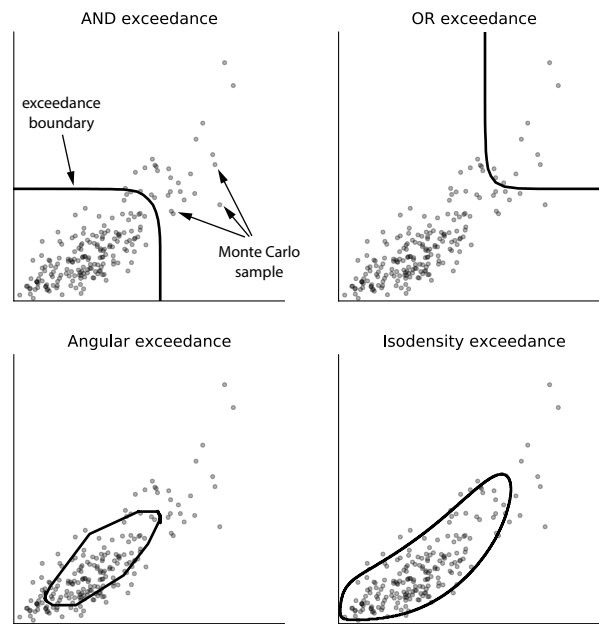 AND exceedance
OR exceedance
exceedance
boundary
Monte Carlo
sample
Angular exceedance
Isodensity exceedance